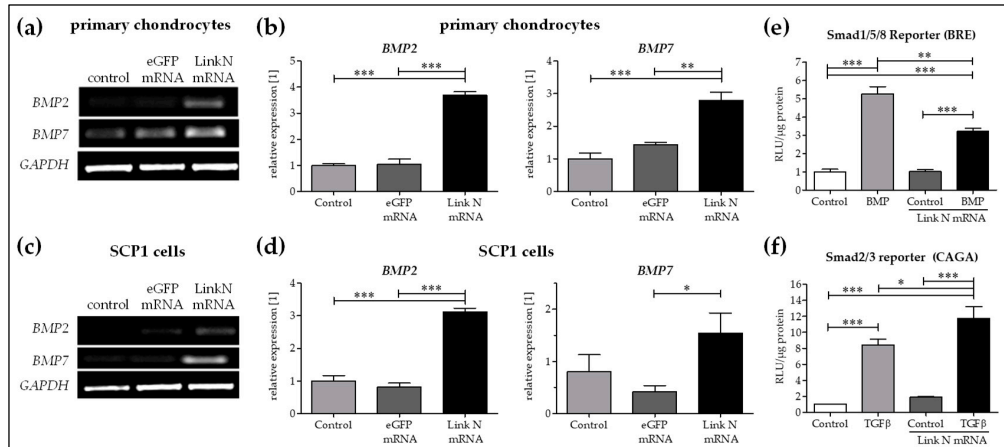 (a) primary chondrocytes
control eGFP mRNA LinkN mRNA
BMP2
BMP7
GAPDH
(b) primary chondrocytes
BMP2
relative expression [1]
5
4
3
2
1
0
*** ***
Control eGFP mRNA Link N mRNA
BMP7
relative expression [1]
4
3
2
1
0
*** **
Control eGFP mRNA Link N mRNA
(e) Smad1/5/8 Reporter (BRE)
RLU/µg protein
8
7
6
5
4
3
2
1
0
*** **
***
***
Control BMP Control BMP
Link N mRNA
(c) SCP1 cells
control eGFP mRNA LinkN mRNA
BMP2
BMP7
GAPDH
(d) SCP1 cells
BMP2
relative expression [1]
4
3
2
1
0
*** ***
Control eGFP mRNA Link N mRNA
BMP7
relative expression [1]
3
2
1
0
*
Control eGFP mRNA Link N mRNA
(f) Smad2/3 reporter (CAGA)
RLU/µg protein
16
14
12
10
8
6
4
2
0
* ***
***
***
Control TGFβ Control TGFβ
Link N mRNA